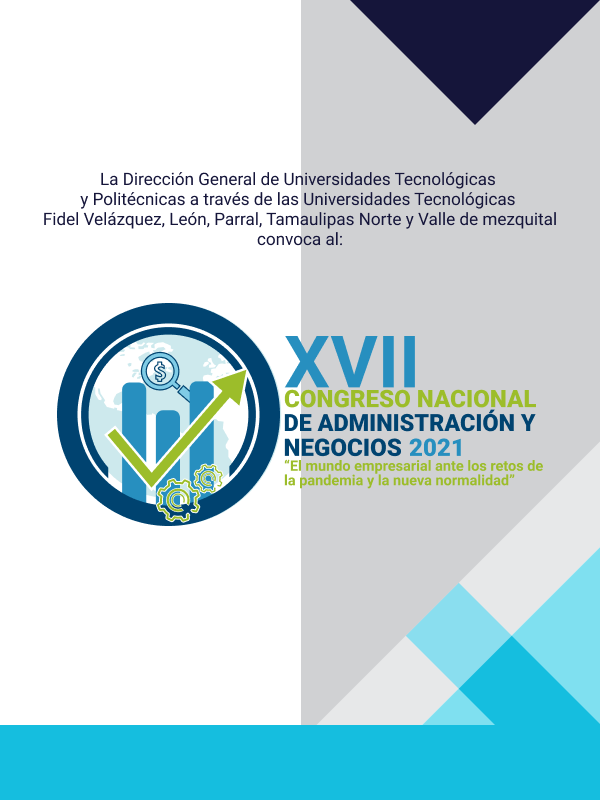 La Dirección General de Universidades Tecnológicas
y Politécnicas a través de las Universidades Tecnológicas
Fidel Velázquez, León, Parral, Tamaulipas Norte y Valle de mezquital
convoca al:
$
XVII
CONGRESO NACIONAL
DE ADMINISTRACIÓN Y
NEGOCIOS 2021
“El mundo empresarial ante los retos de
la pandemia y la nueva normalidad”